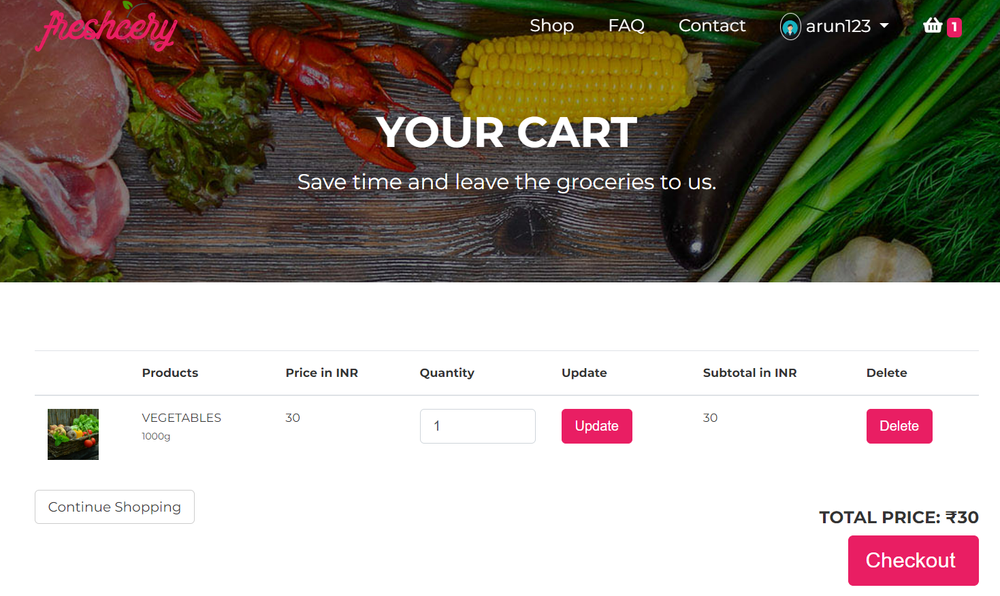 freshcery
Shop FAQ Contact arun123 1
YOUR CART
Save time and leave the groceries to us.
Products Price in INR Quantity Update Subtotal in INR Delete
VEGETABLES 30 1 Update 30 Delete
1000g
Continue Shopping
TOTAL PRICE: ₹30
Checkout